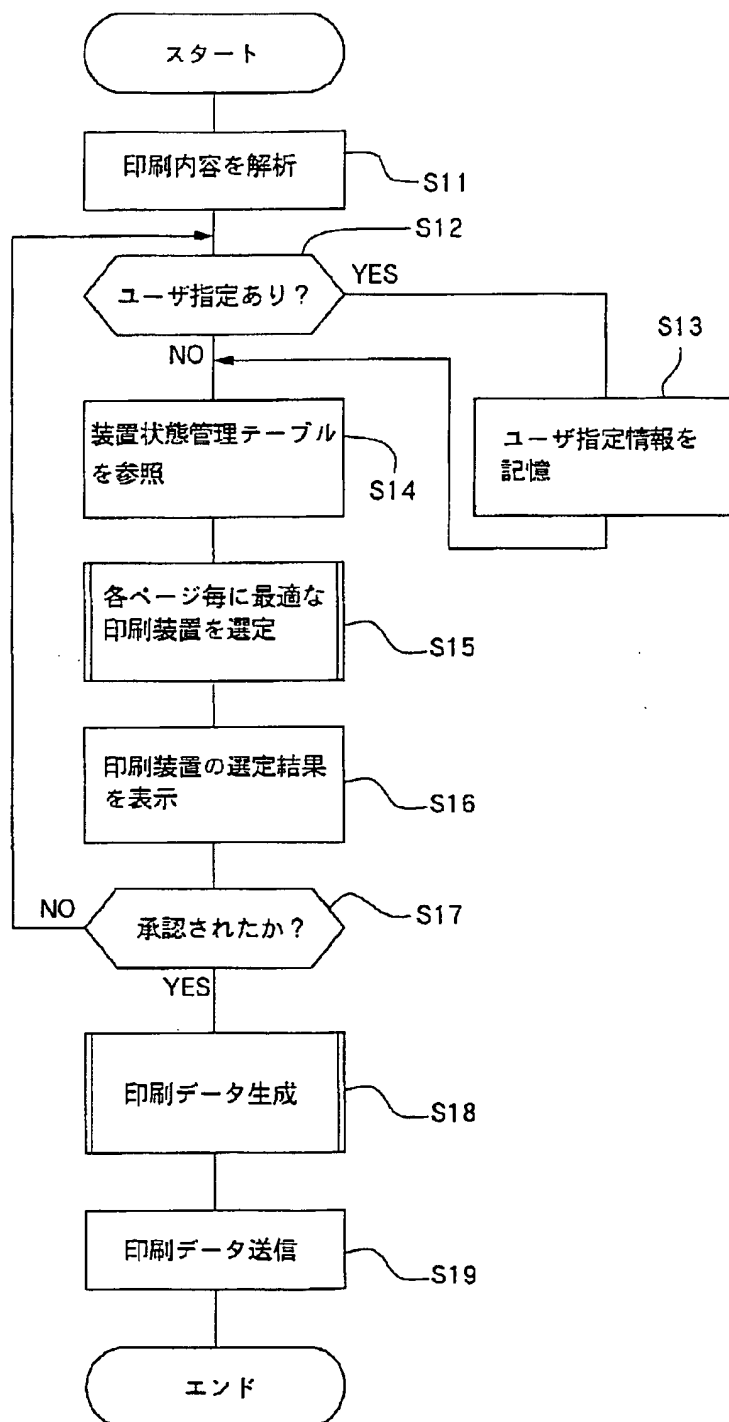 スタート
印刷内容を解析
S11
S12
ユーザ指定あり?
YES
NO
S13
ユーザ指定情報を
記憶
装置状態管理テーブル
を参照
S14
各ページ毎に最適な
印刷装置を選定
S15
印刷装置の選定結果
を表示
S16
NO
承認されたか?
S17
YES
印刷データ生成
S18
印刷データ送信
S19
エンド